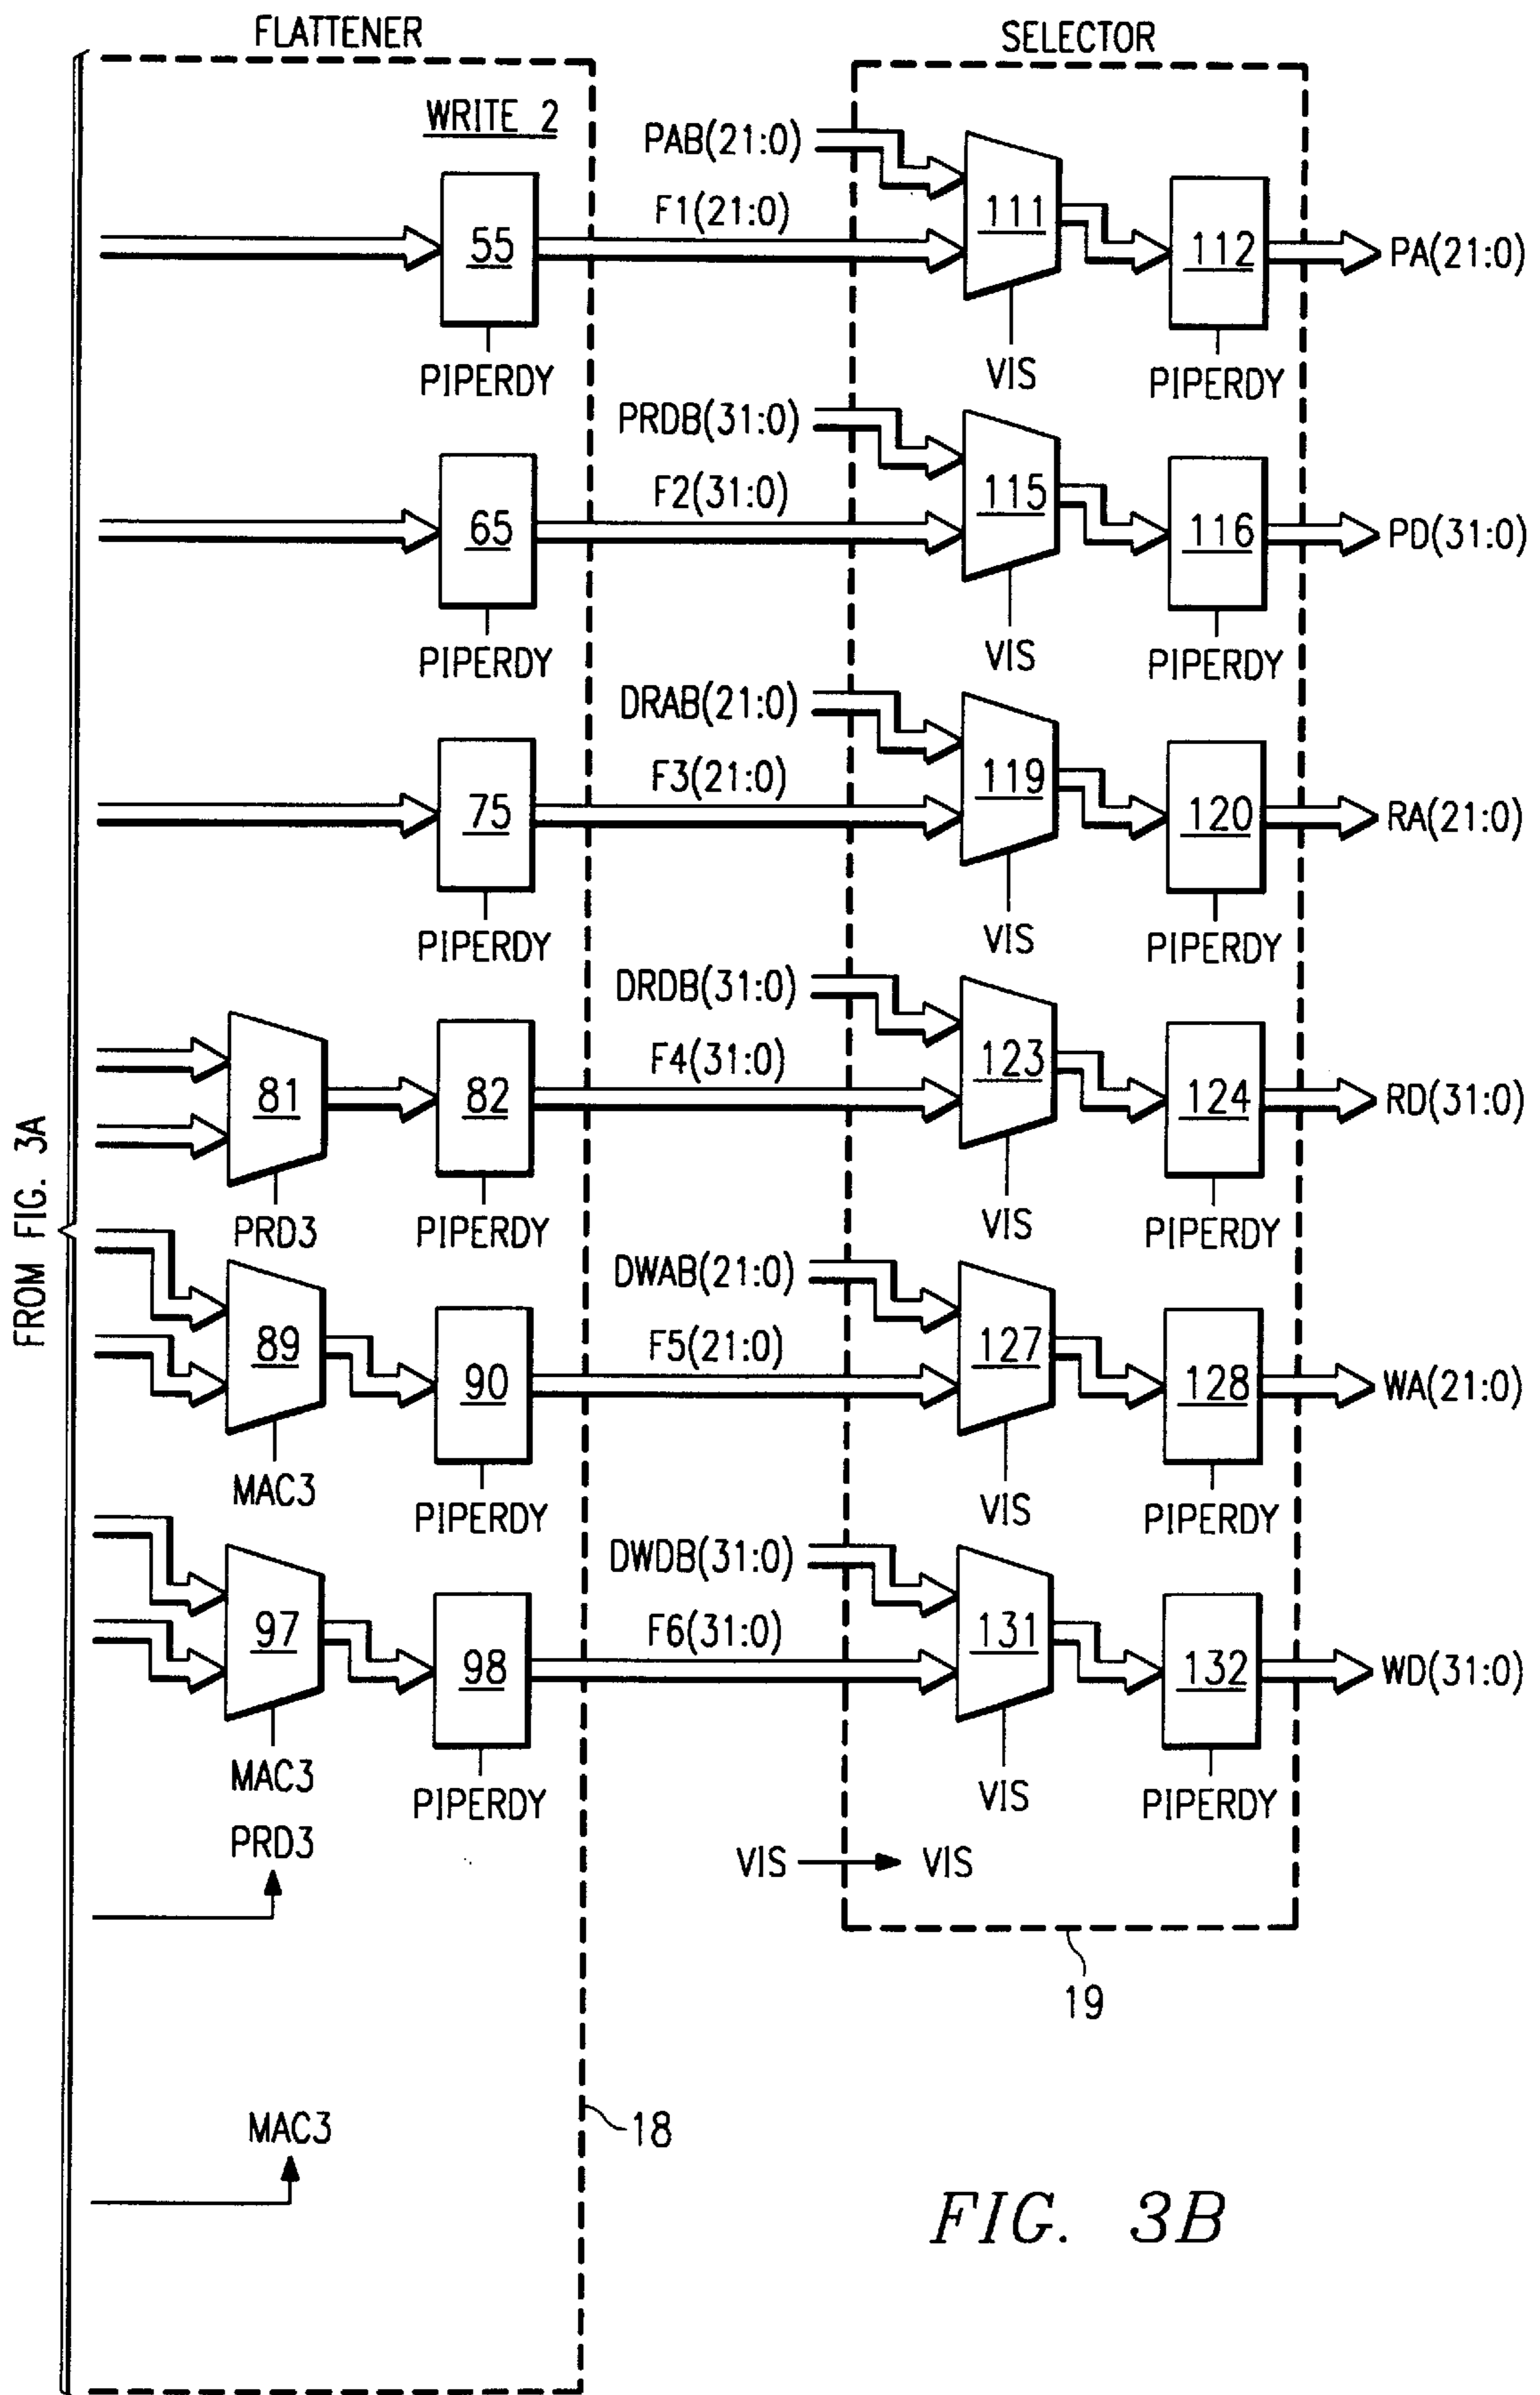 FLATTENER
SELECTOR
WRITE 2
PAB(21:0)
F1(21:0)
55
111
112
PA(21:0)
PIPERDY
VIS
PIPERDY
PRDB(31:0)
F2(31:0)
65
115
116
PD(31:0)
PIPERDY
VIS
PIPERDY
DRAB(21:0)
F3(21:0)
75
119
120
RA(21:0)
PIPERDY
VIS
PIPERDY
DRDB(31:0)
F4(31:0)
81
82
123
124
RD(31:0)
PRD3
PIPERDY
VIS
PIPERDY
FROM FIG. 3A
DWAB(21:0)
F5(21:0)
89
90
127
128
WA(21:0)
MAC3
PIPERDY
VIS
PIPERDY
DWDB(31:0)
F6(31:0)
97
98
131
132
WD(31:0)
MAC3
PIPERDY
VIS
PIPERDY
PRD3
VIS
VIS
19
MAC3
18
FIG. 3B